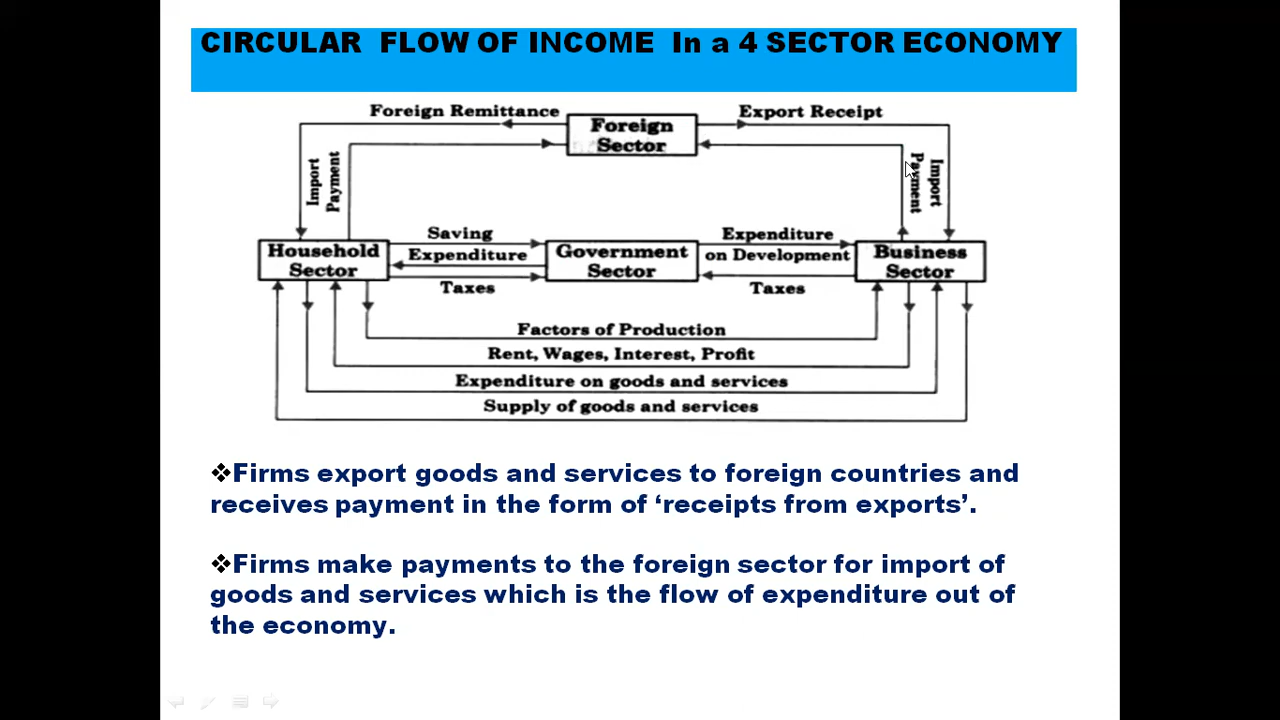 CIRCULAR FLOW OF INCOME In a 4 SECTOR ECONOMY
Foreign Remittance
Export Receipt
Foreign
Sector
Import
Payment
Import
Payment
Saving
Expenditure
Household
Sector
Expenditure
Government
Sector
on Development
Business
Sector
Taxes
Taxes
Factors of Production
Rent, Wages, Interest, Profit
Expenditure on goods and services
Supply of goods and services
❖Firms export goods and services to foreign countries and
receives payment in the form of ‘receipts from exports’.
❖Firms make payments to the foreign sector for import of
goods and services which is the flow of expenditure out of
the economy.